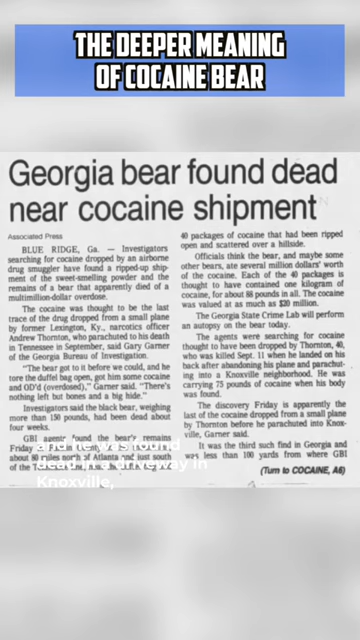 THE DEEPER MEANING
OF COCAINE BEAR
Georgia bear found dead
near cocaine shipment
Associated Press
BLUE RIDGE, Ga. — Investigators
searching for cocaine dropped by an airborne
drug smuggler have found a ripped-up ship-
ment of the sweet-smelling powder and the
remains of a bear that apparently died of a
multimillion-dollar overdose.
The cocaine was thought to be the last
trace of the drug dropped from a small plane
by former Lexington, Ky., narcotics officer
Andrew Thornton, who parachuted to his death
in Tennessee in September, said Gary Garner
of the Georgia Bureau of Investigation.
"The bear got to it before we could, and he
tore the duffel bag open, got him some cocaine
and OD'd (overdosed)," Garner said. "There's
nothing left but bones and a big hide."
Investigators said the black bear, weighing
more than 150 pounds, had been dead about
four weeks.
GBI agents found the bear's remains
Friday
about 80 miles north of Atlanta and just south
of the
40 packages of cocaine that had been ripped
open and scattered over a hillside.
Officials think the bear, and maybe some
other bears, ate several million dollars' worth
of the cocaine. Each of the 40 packages is
thought to have contained one kilogram of
cocaine, for about 88 pounds in all. The cocaine
was valued at as much as $20 million.
The Georgia State Crime Lab will perform
an autopsy on the bear today.
The agents were searching for cocaine
thought to have been dropped by Thornton, 40,
who was killed Sept. 11 when he landed on his
back after abandoning his plane and parachut-
ing into a Knoxville neighborhood. He was
carrying 75 pounds of cocaine when his body
was found.
The discovery Friday is apparently the
last of the cocaine dropped from a small plane
by Thornton before he parachuted into Knox-
ville, Garner said.
It was the third such find in Georgia and
was less than 100 yards from where GBI
(Turn to COCAINE, A6)
and he was found
dead in a driveway in
Knoxville,